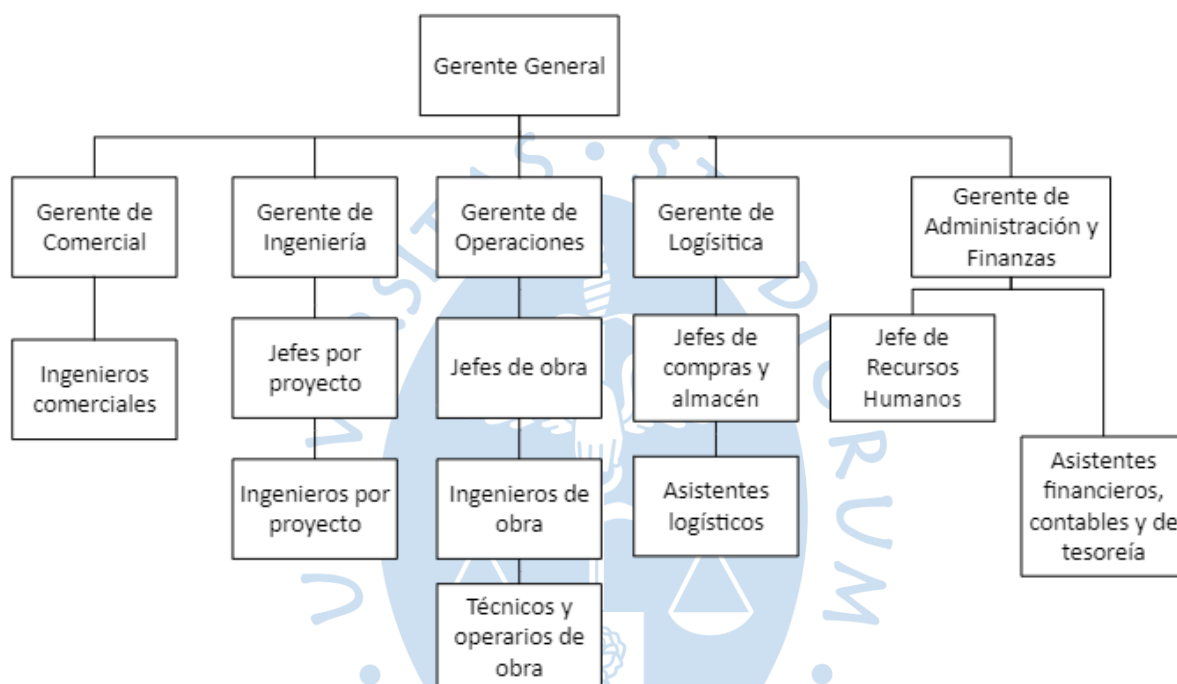 Gerente General
Gerente de
Comercial
Gerente de
Ingeniería
Gerente de
Operaciones
Gerente de
Logísitica
Gerente de
Administración y
Finanzas
Ingenieros
comerciales
Jefes por
proyecto
Jefes de obra
Jefes de
compras y
almacén
Jefe de
Recursos
Humanos
Ingenieros por
proyecto
Ingenieros de
obra
Asistentes
logísticos
Asistentes
financieros,
contables y de
tesoreía
Técnicos y
operarios de
obra